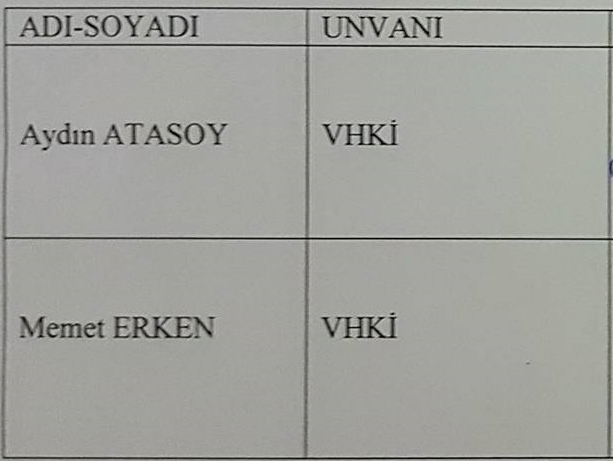 ADI-SOYADI UNVANI
Aydın ATASOY VHKİ
Memet ERKEN VHKİ